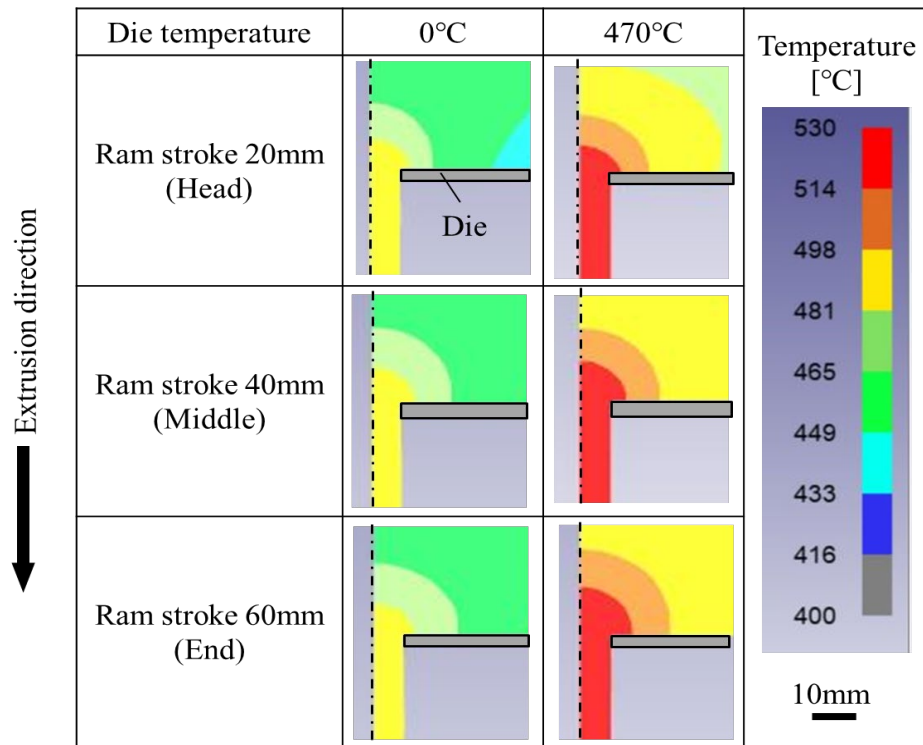 Die temperature
0℃
470℃
Temperature
[℃]
Ram stroke 20mm
(Head)
Die
Ram stroke 40mm
(Middle)
Ram stroke 60mm
(End)
Extrusion direction
530
514
498
481
465
449
433
416
400
10mm